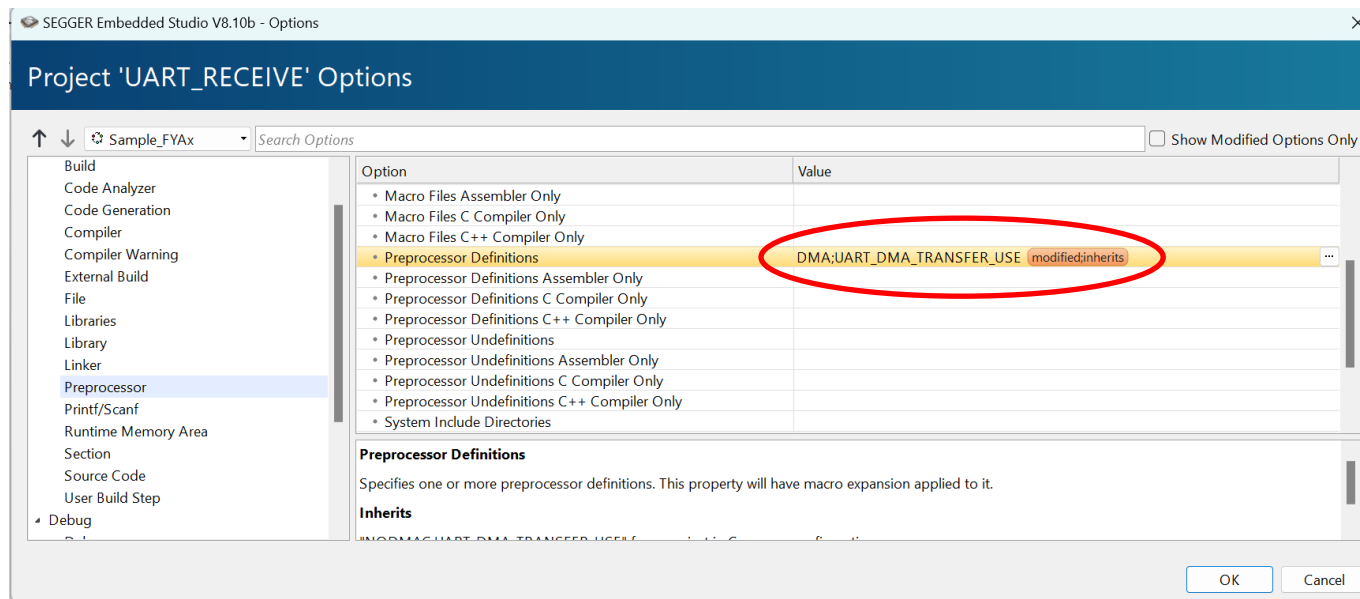 SEGGER Embedded Studio V8.10b - Options
Project 'UART_RECEIVE' Options
Sample_FYAx Search Options Show Modified Options Only
Build
Code Analyzer
Code Generation
Compiler
Compiler Warning
External Build
File
Libraries
Library
Linker
Preprocessor
Printf/Scanf
Runtime Memory Area
Section
Source Code
User Build Step
Debug
Option Value
Macro Files Assembler Only
Macro Files C Compiler Only
Macro Files C++ Compiler Only
Preprocessor Definitions DMA;UART_DMA_TRANSFER_USE modified;inherits ...
Preprocessor Definitions Assembler Only
Preprocessor Definitions C Compiler Only
Preprocessor Definitions C++ Compiler Only
Preprocessor Undefinitions
Preprocessor Undefinitions Assembler Only
Preprocessor Undefinitions C Compiler Only
Preprocessor Undefinitions C++ Compiler Only
System Include Directories
Preprocessor Definitions
Specifies one or more preprocessor definitions. This property will have macro expansion applied to it.
Inherits
OK Cancel